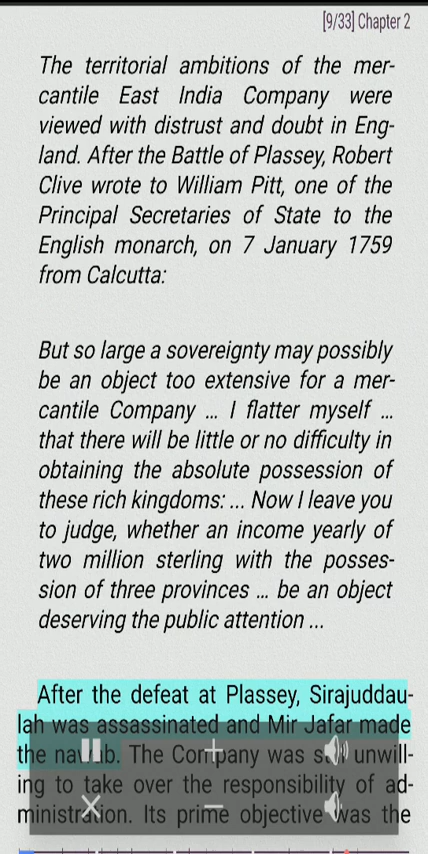 [9/33] Chapter 2
The territorial ambitions of the mer-
cantile East India Company were
viewed with distrust and doubt in Eng-
land. After the Battle of Plassey, Robert
Clive wrote to William Pitt, one of the
Principal Secretaries of State to the
English monarch, on 7 January 1759
from Calcutta:
But so large a sovereignty may possibly
be an object too extensive for a mer-
cantile Company ... I flatter myself ...
that there will be little or no difficulty in
obtaining the absolute possession of
these rich kingdoms: ... Now I leave you
to judge, whether an income yearly of
two million sterling with the posses-
sion of three provinces ... be an object
deserving the public attention ...
After the defeat at Plassey, Sirajuddau-
lah was assassinated and Mir Jafar made
the nawab. The Company was still unwill-
ing to take over the responsibility of ad-
ministration. Its prime objective was the